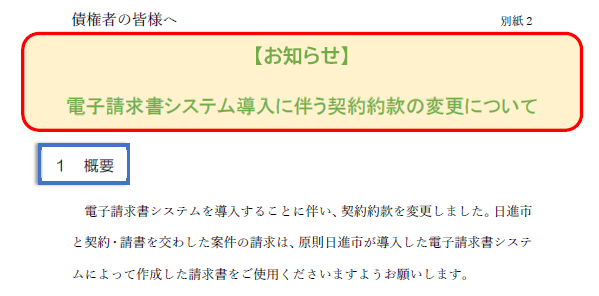 債権者の皆様へ 別紙2
【お知らせ】
電子請求書システム導入に伴う契約約款の変更について
1 概要
電子請求書システムを導入することに伴い、契約約款を変更しました。日進市
と契約・請書を交わした案件の請求は、原則日進市が導入した電子請求書システ
ムによって作成した請求書をご使用くださいますようお願いします。